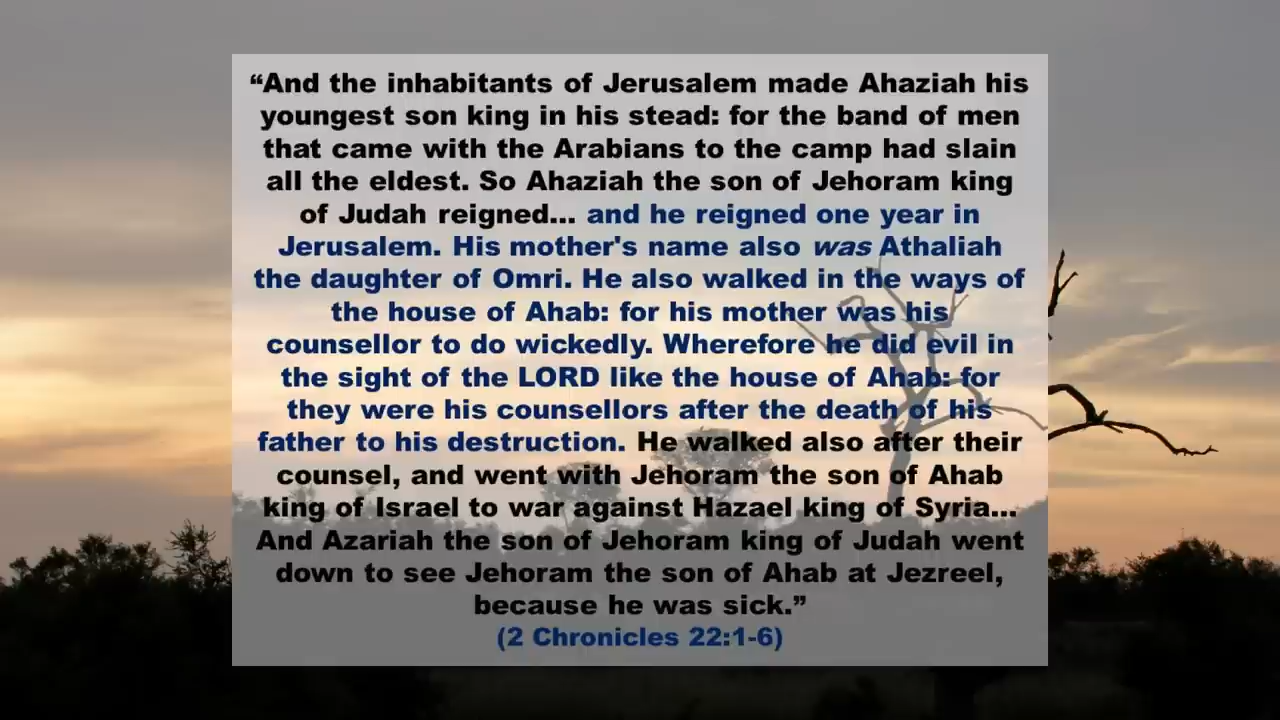 “And the inhabitants of Jerusalem made Ahaziah his
youngest son king in his stead: for the band of men
that came with the Arabians to the camp had slain
all the eldest. So Ahaziah the son of Jehoram king
of Judah reigned... and he reigned one year in
Jerusalem. His mother's name also was Athaliah
the daughter of Omri. He also walked in the ways of
the house of Ahab: for his mother was his
counsellor to do wickedly. Wherefore he did evil in
the sight of the LORD like the house of Ahab: for
they were his counsellors after the death of his
father to his destruction. He walked also after their
counsel, and went with Jehoram the son of Ahab
king of Israel to war against Hazael king of Syria...
And Azariah the son of Jehoram king of Judah went
down to see Jehoram the son of Ahab at Jezreel,
because he was sick.”
(2 Chronicles 22:1-6)